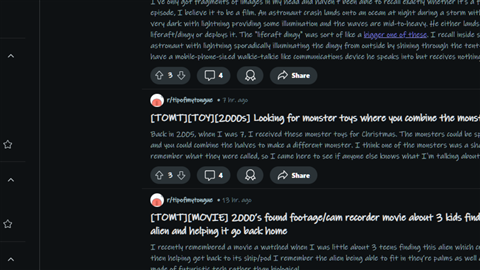 I've only got fragments of images in my head and haven't been able to recall exactly whether it's a t
episode, I believe it to be a film. An astronaut crash lands onto an ocean at night during a storm with
very dark with lightning providing some illumination and the waves are mid-to-heavy. He either lands
liferaft/dingy or deploys it. The "liferaft dingy" was sort of like a bigger one of these. I recall inside s
astronaut with lightning sporadically illuminating the dingy from outside by shining through the tent-
have a mobile-phone-sized walkie-talkie like communications device he speaks into but receives nothing
3 4 Share
r/tipofmytongue • 7 hr. ago
[TOMT][TOY][2000s] Looking for monster toys where you combine the monst
Back in 2005, when I was 7, I received these monster toys for Christmas. The monsters could be sp
and you could combine the halves to make a different monster. I think one of the monsters was a sha
remember what they were called, so I came here to see if anyone else knows what I'm talking about
3 4 Share
r/tipofmytongue • 13 hr. ago
[TOMT][MOVIE] 2000's found footage/cam recorder movie about 3 kids find
alien and helping it go back home
I recently remembered a movie a watched when I was little about 3 teens finding this alien which c
then helping get back to its ship/pod I remember the alien being able to fit in they're palms as well a
made of futuristic tech rather than biological